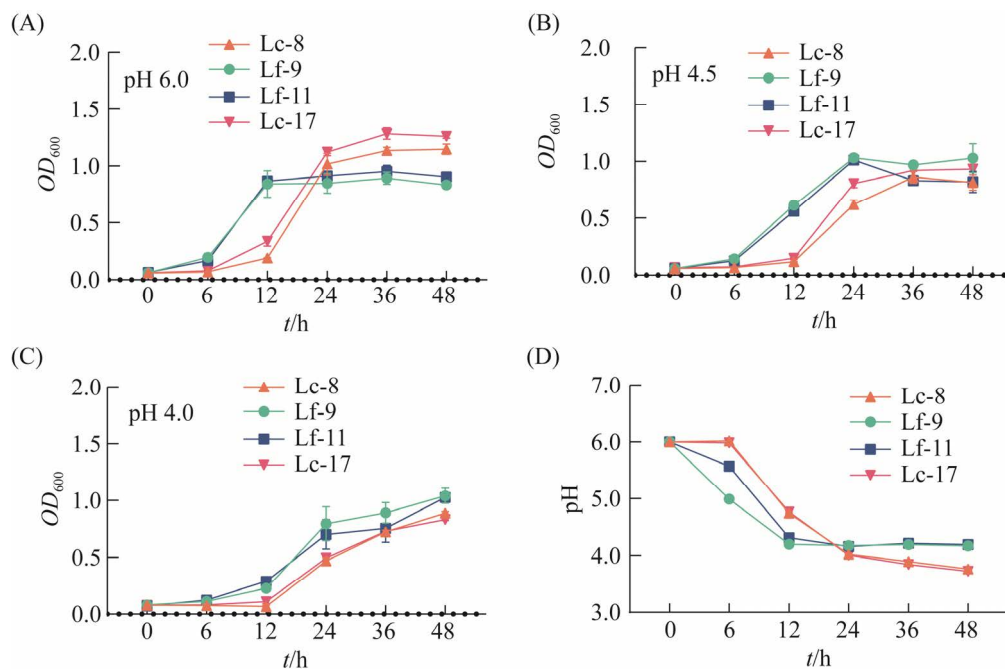 (A)
2.0
1.5
1.0
0.5
0.0
OD600
pH 6.0
Lc-8
Lf-9
Lf-11
Lc-17
0 6 12 24 36 48
t/h
(B)
2.0
1.5
1.0
0.5
0
OD600
pH 4.5
Lc-8
Lf-9
Lf-11
Lc-17
0 6 12 24 36 48
t/h
(C)
2.0
1.5
1.0
0.5
0.0
OD600
pH 4.0
Lc-8
Lf-9
Lf-11
Lc-17
0 6 12 24 36 48
t/h
(D)
7.0
6.0
5.0
4.0
3.0
pH
Lc-8
Lf-9
Lf-11
Lc-17
0 6 12 24 36 48
t/h